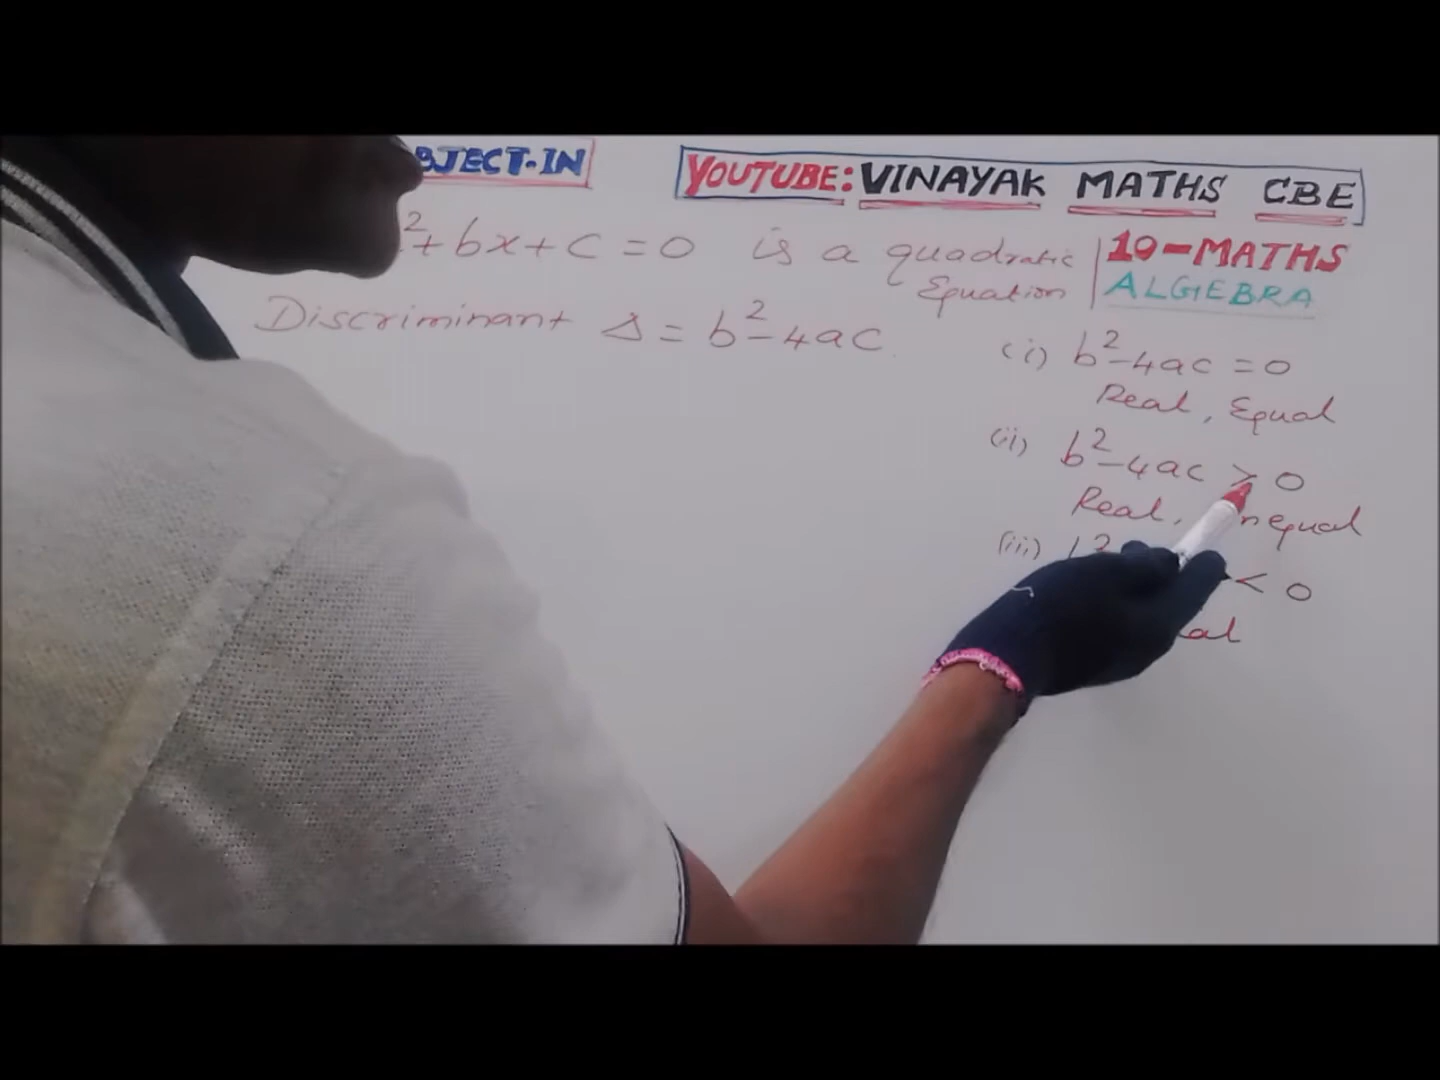 BJECT-IN
YOUTUBE: VINAYAK MATHS CBE
²+bx+c=0 is a quadratic
Equation
10-MATHS
ALGEBRA
Discriminant Δ = b²-4ac
(i) b²-4ac = 0
Real, Equal
(ii) b²-4ac > 0
Real, nequal
(iii) b²
< 0
al